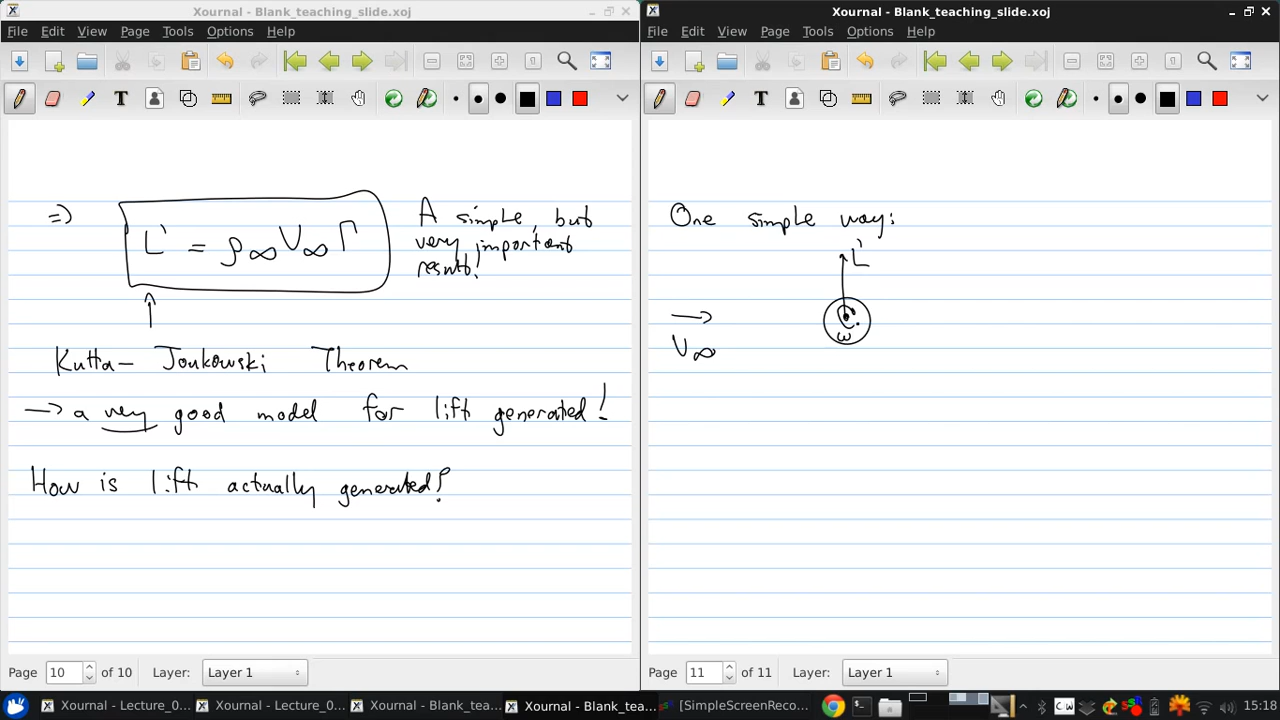 Xournal - Blank_teaching_slide.xoj
File Edit View Page Tools Options Help
=>
L' = ρ∞ V∞ Γ
A simple, but
very important
result!
Kutta- Joukowski Theorem
→ a very good model for lift generated!
How is lift actually generated?
Page 10 of 10 Layer: Layer 1
Xournal - Blank_teaching_slide.xoj
File Edit View Page Tools Options Help
One simple way:
L'
ω
V∞
Page 11 of 11 Layer: Layer 1
Xournal - Lecture_0... Xournal - Lecture_0... Xournal - Blank_tea... Xournal - Blank_tea... [SimpleScreenReco... 15:18